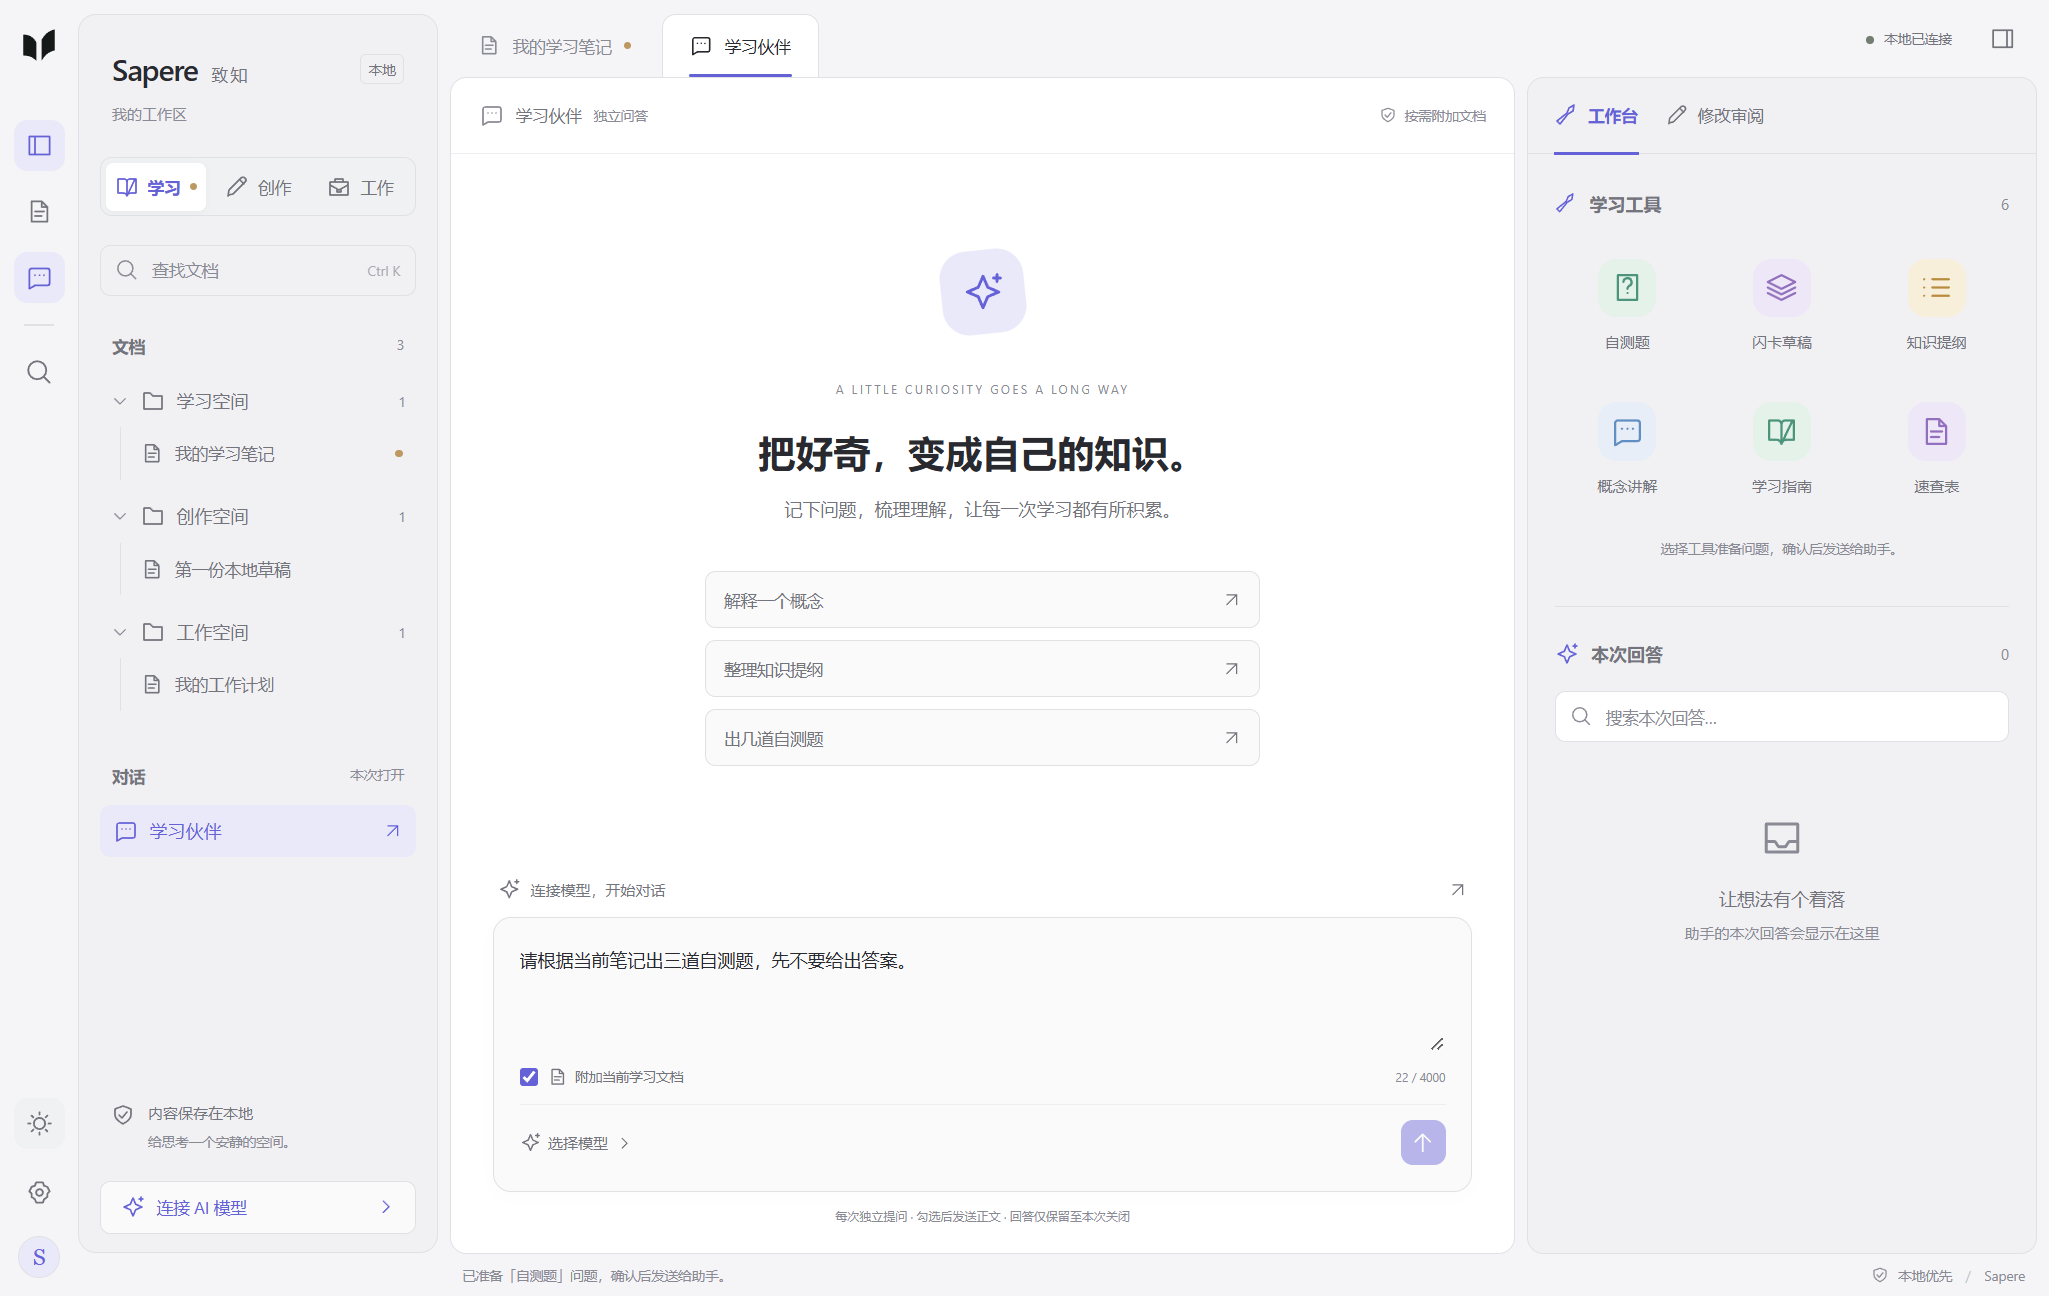 Sapere 致知
本地
我的工作区
学习
创作
工作
查找文档
Ctrl K
文档
3
学习空间
1
我的学习笔记
创作空间
1
第一份本地草稿
工作空间
1
我的工作计划
对话
本次打开
学习伙伴
内容保存在本地
给思考一个安静的空间。
连接 AI 模型
S
我的学习笔记
学习伙伴
学习伙伴 独立问答
按需附加文档
A LITTLE CURIOSITY GOES A LONG WAY
把好奇，变成自己的知识。
记下问题，梳理理解，让每一次学习都有所积累。
解释一个概念
整理知识提纲
出几道自测题
连接模型，开始对话
请根据当前笔记出三道自测题，先不要给出答案。
附加当前学习文档
22 / 4000
选择模型
每次独立提问 · 勾选后发送正文 · 回答仅保留至本次关闭
已准备「自测题」问题，确认后发送给助手。
本地已连接
工作台
修改审阅
学习工具
6
自测题
闪卡草稿
知识提纲
概念讲解
学习指南
速查表
选择工具准备问题，确认后发送给助手。
本次回答
0
搜索本次回答...
让想法有个着落
助手的本次回答会显示在这里
本地优先 / Sapere